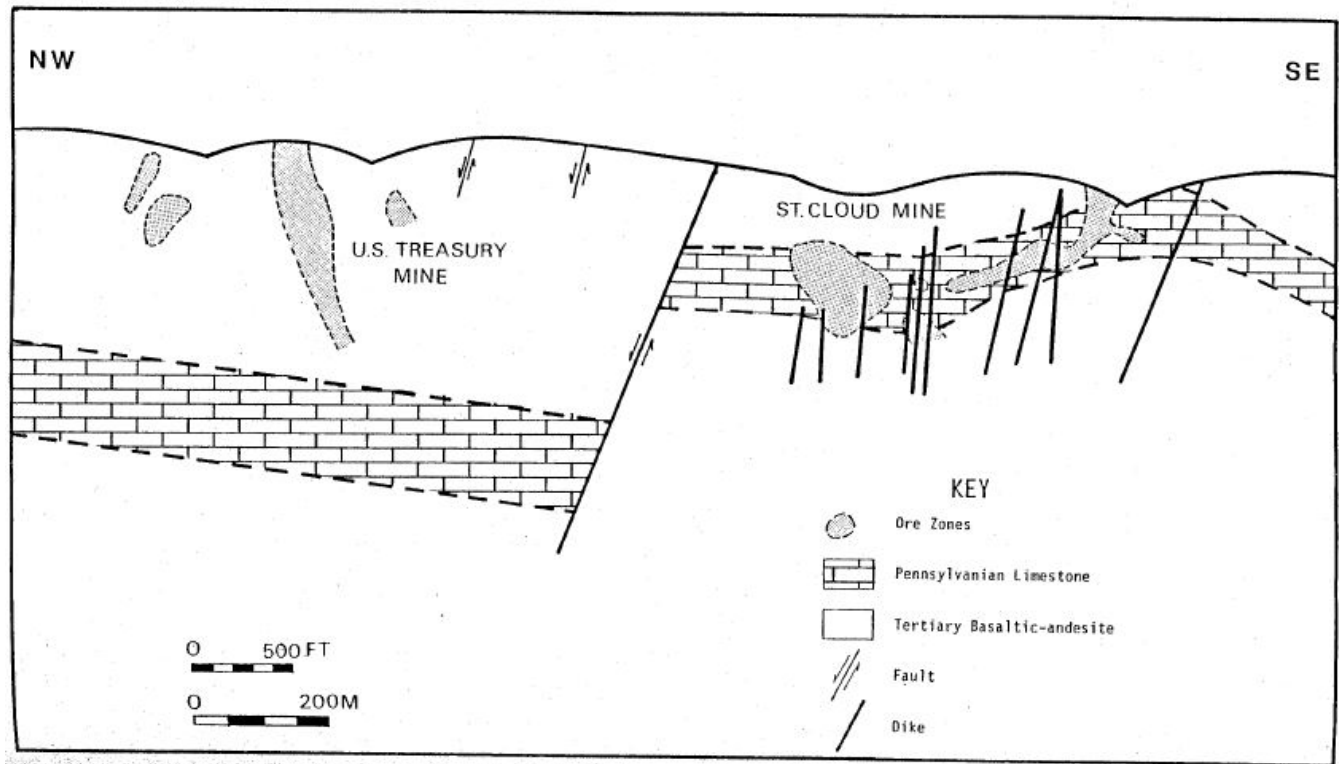 NW
SE
ST. CLOUD MINE
U.S. TREASURY
MINE
KEY
Ore Zones
Pennsylvanian Limestone
Tertiary Basaltic-andesite
Fault
Dike
0 500 FT
0 200M